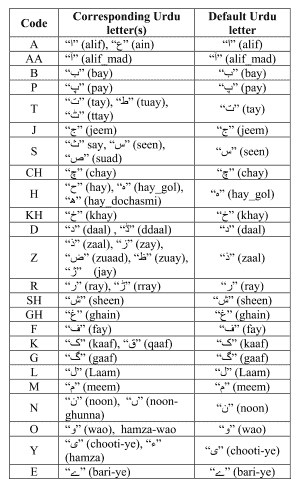 Code Corresponding Urdu letter(s) Default Urdu letter
A “ا” (alif), “ع” (ain) “ا” (alif)
AA “آ” (alif_mad) “آ” (alif_mad)
B “ب” (bay) “ب” (bay)
P “پ” (pay) “پ” (pay)
T “ت” (tay), “ط” (tuay), “ت” (tay)
“ٹ” (ttay)
J “ج” (jeem) “ج” (jeem)
S “ث” say, “س” (seen), “س” (seen)
“ص” (suad)
CH “چ” (chay) “چ” (chay)
H “ح” (hay), “ہ” (hay_gol), “ہ” (hay_gol)
“ھ” (hay_dochasmi)
KH “خ” (khay) “خ” (khay)
D “د” (daal) , “ڈ” (ddaal) “د” (daal)
Z “ذ” (zaal), “ز” (zay), “ذ” (zaal)
“ض” (zuaad), “ظ” (zuay),
“ژ” (jay)
R “ر” (ray), “ڑ” (rray) “ر” (ray)
SH “ش” (sheen) “ش” (sheen)
GH “غ” (ghain) “غ” (ghain)
F “ف” (fay) “ف” (fay)
K “ک” (kaaf), “ق” (qaaf) “ک” (kaaf)
G “گ” (gaaf) “گ” (gaaf)
L “ل” (Laam) “ل” (Laam)
M “م” (meem) “م” (meem)
N “ن” (noon), “ں” (noon-ghunna) “ن” (noon)
O “و” (wao), hamza-wao “و” (wao)
Y “ی” (chooti-ye), “ء” (hamza) “ی” (chooti-ye)
E “ے” (bari-ye) “ے” (bari-ye)